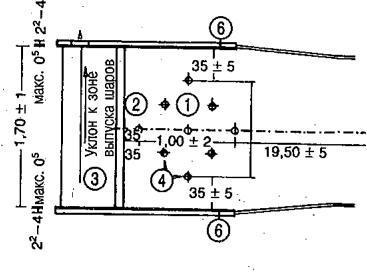 2²-4 Н макс. 0⁵
1,70 ± 1
2²-4 Н макс. 0⁵
Уклон к зоне
выпуска шаров
3
6
35 ± 5
2
1
35
35
1,00 ± 2
19,50 ± 5
4
35 ± 5
6